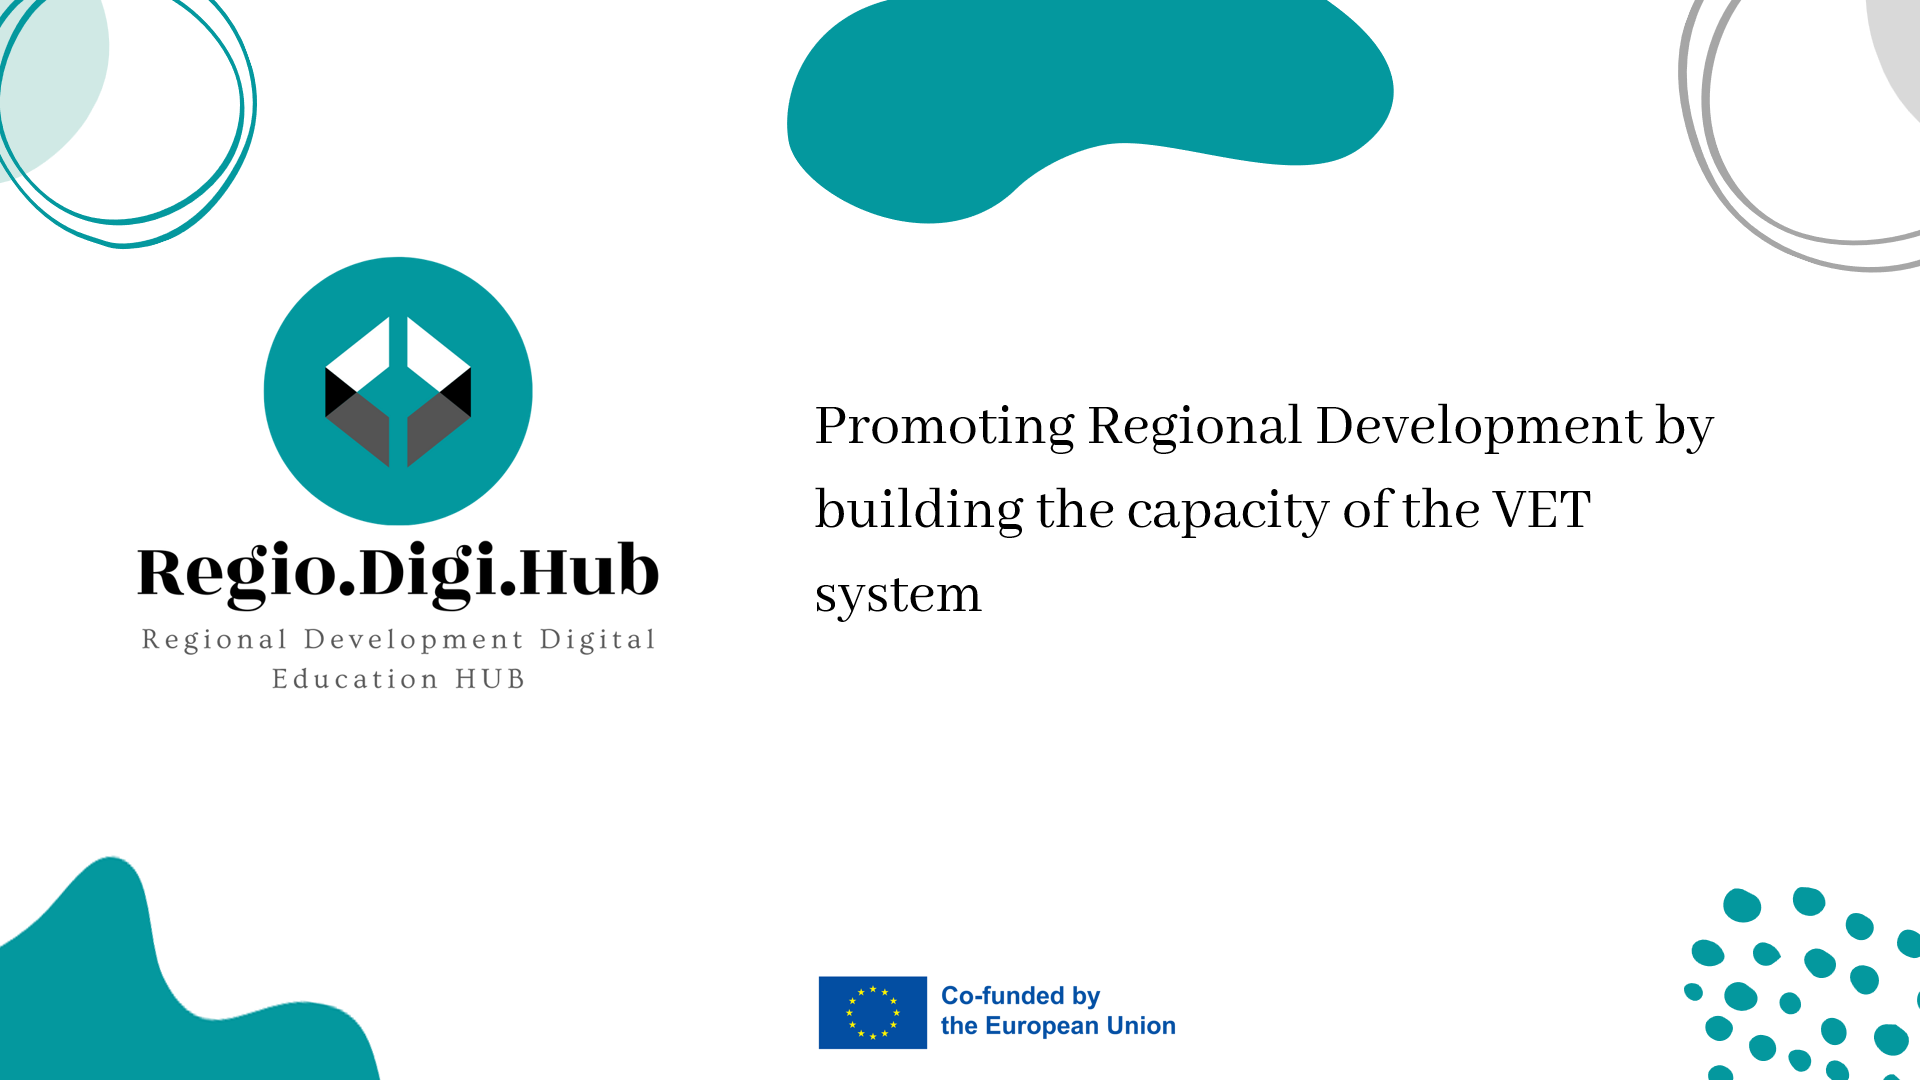 Regio.Digi.Hub
Regional Development Digital
Education HUB
Promoting Regional Development by
building the capacity of the VET
system
Co-funded by
the European Union